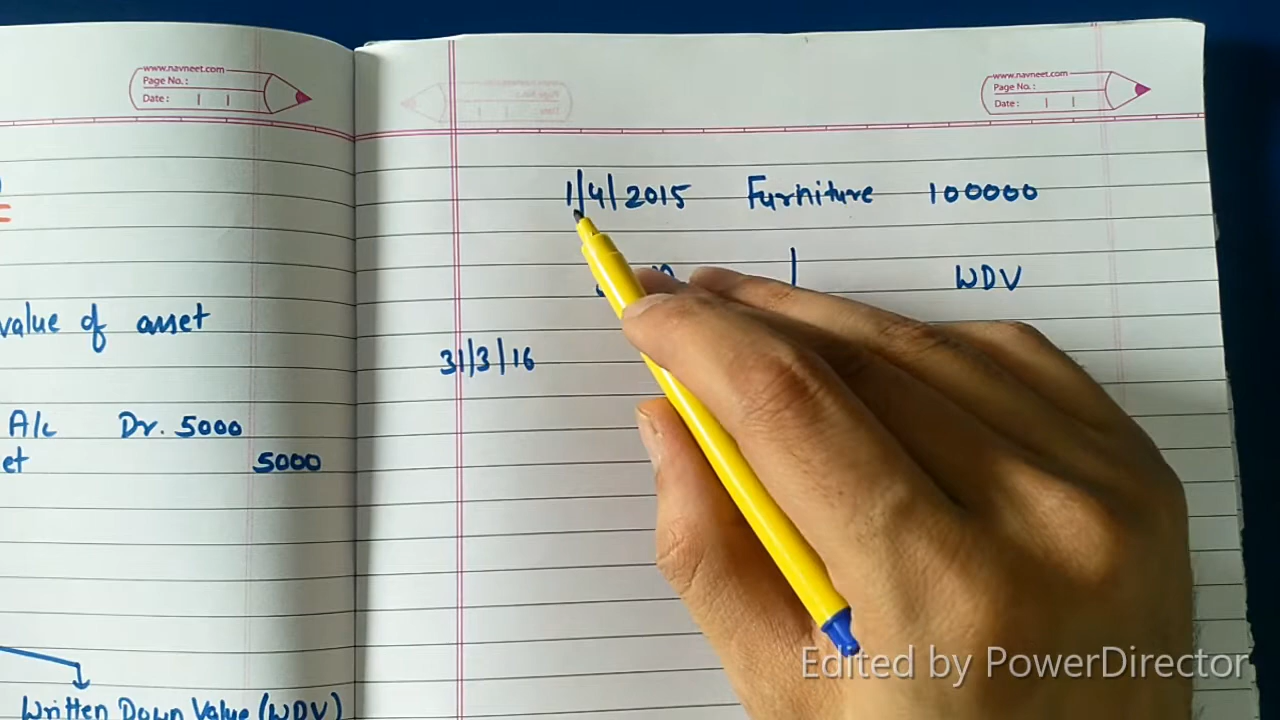 www.navneet.com
Page No. :
Date :
value of asset
A/c Dr. 5000
et 5000
Written Down Value (WDV)
www.navneet.com
Page No. :
Date :
1/4/2015 Furniture 100000
WDV
31/3/16
Edited by PowerDirector